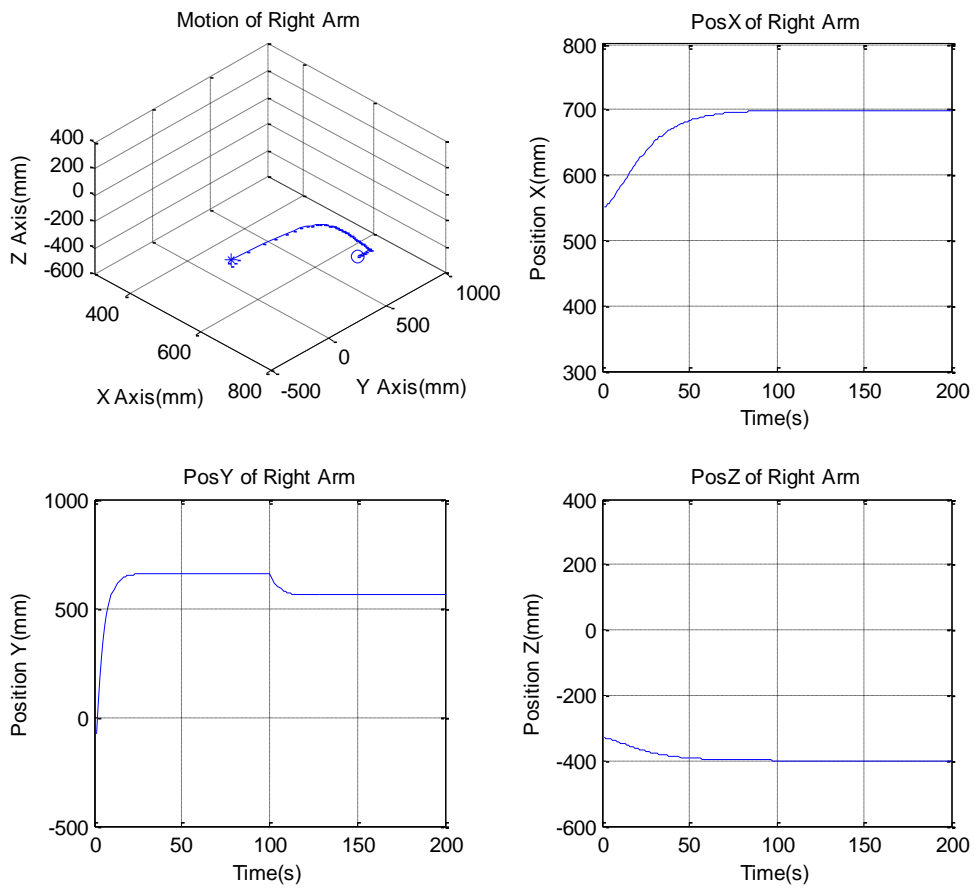 Motion of Right Arm
Z Axis(mm)
400
200
0
-200
-400
-600
400
600
800
X Axis(mm)
-500
0
500
1000
Y Axis(mm)
PosX of Right Arm
Position X(mm)
800
700
600
500
400
300
0 50 100 150 200
Time(s)
PosY of Right Arm
Position Y(mm)
1000
500
0
-500
0 50 100 150 200
Time(s)
PosZ of Right Arm
Position Z(mm)
400
200
0
-200
-400
-600
0 50 100 150 200
Time(s)